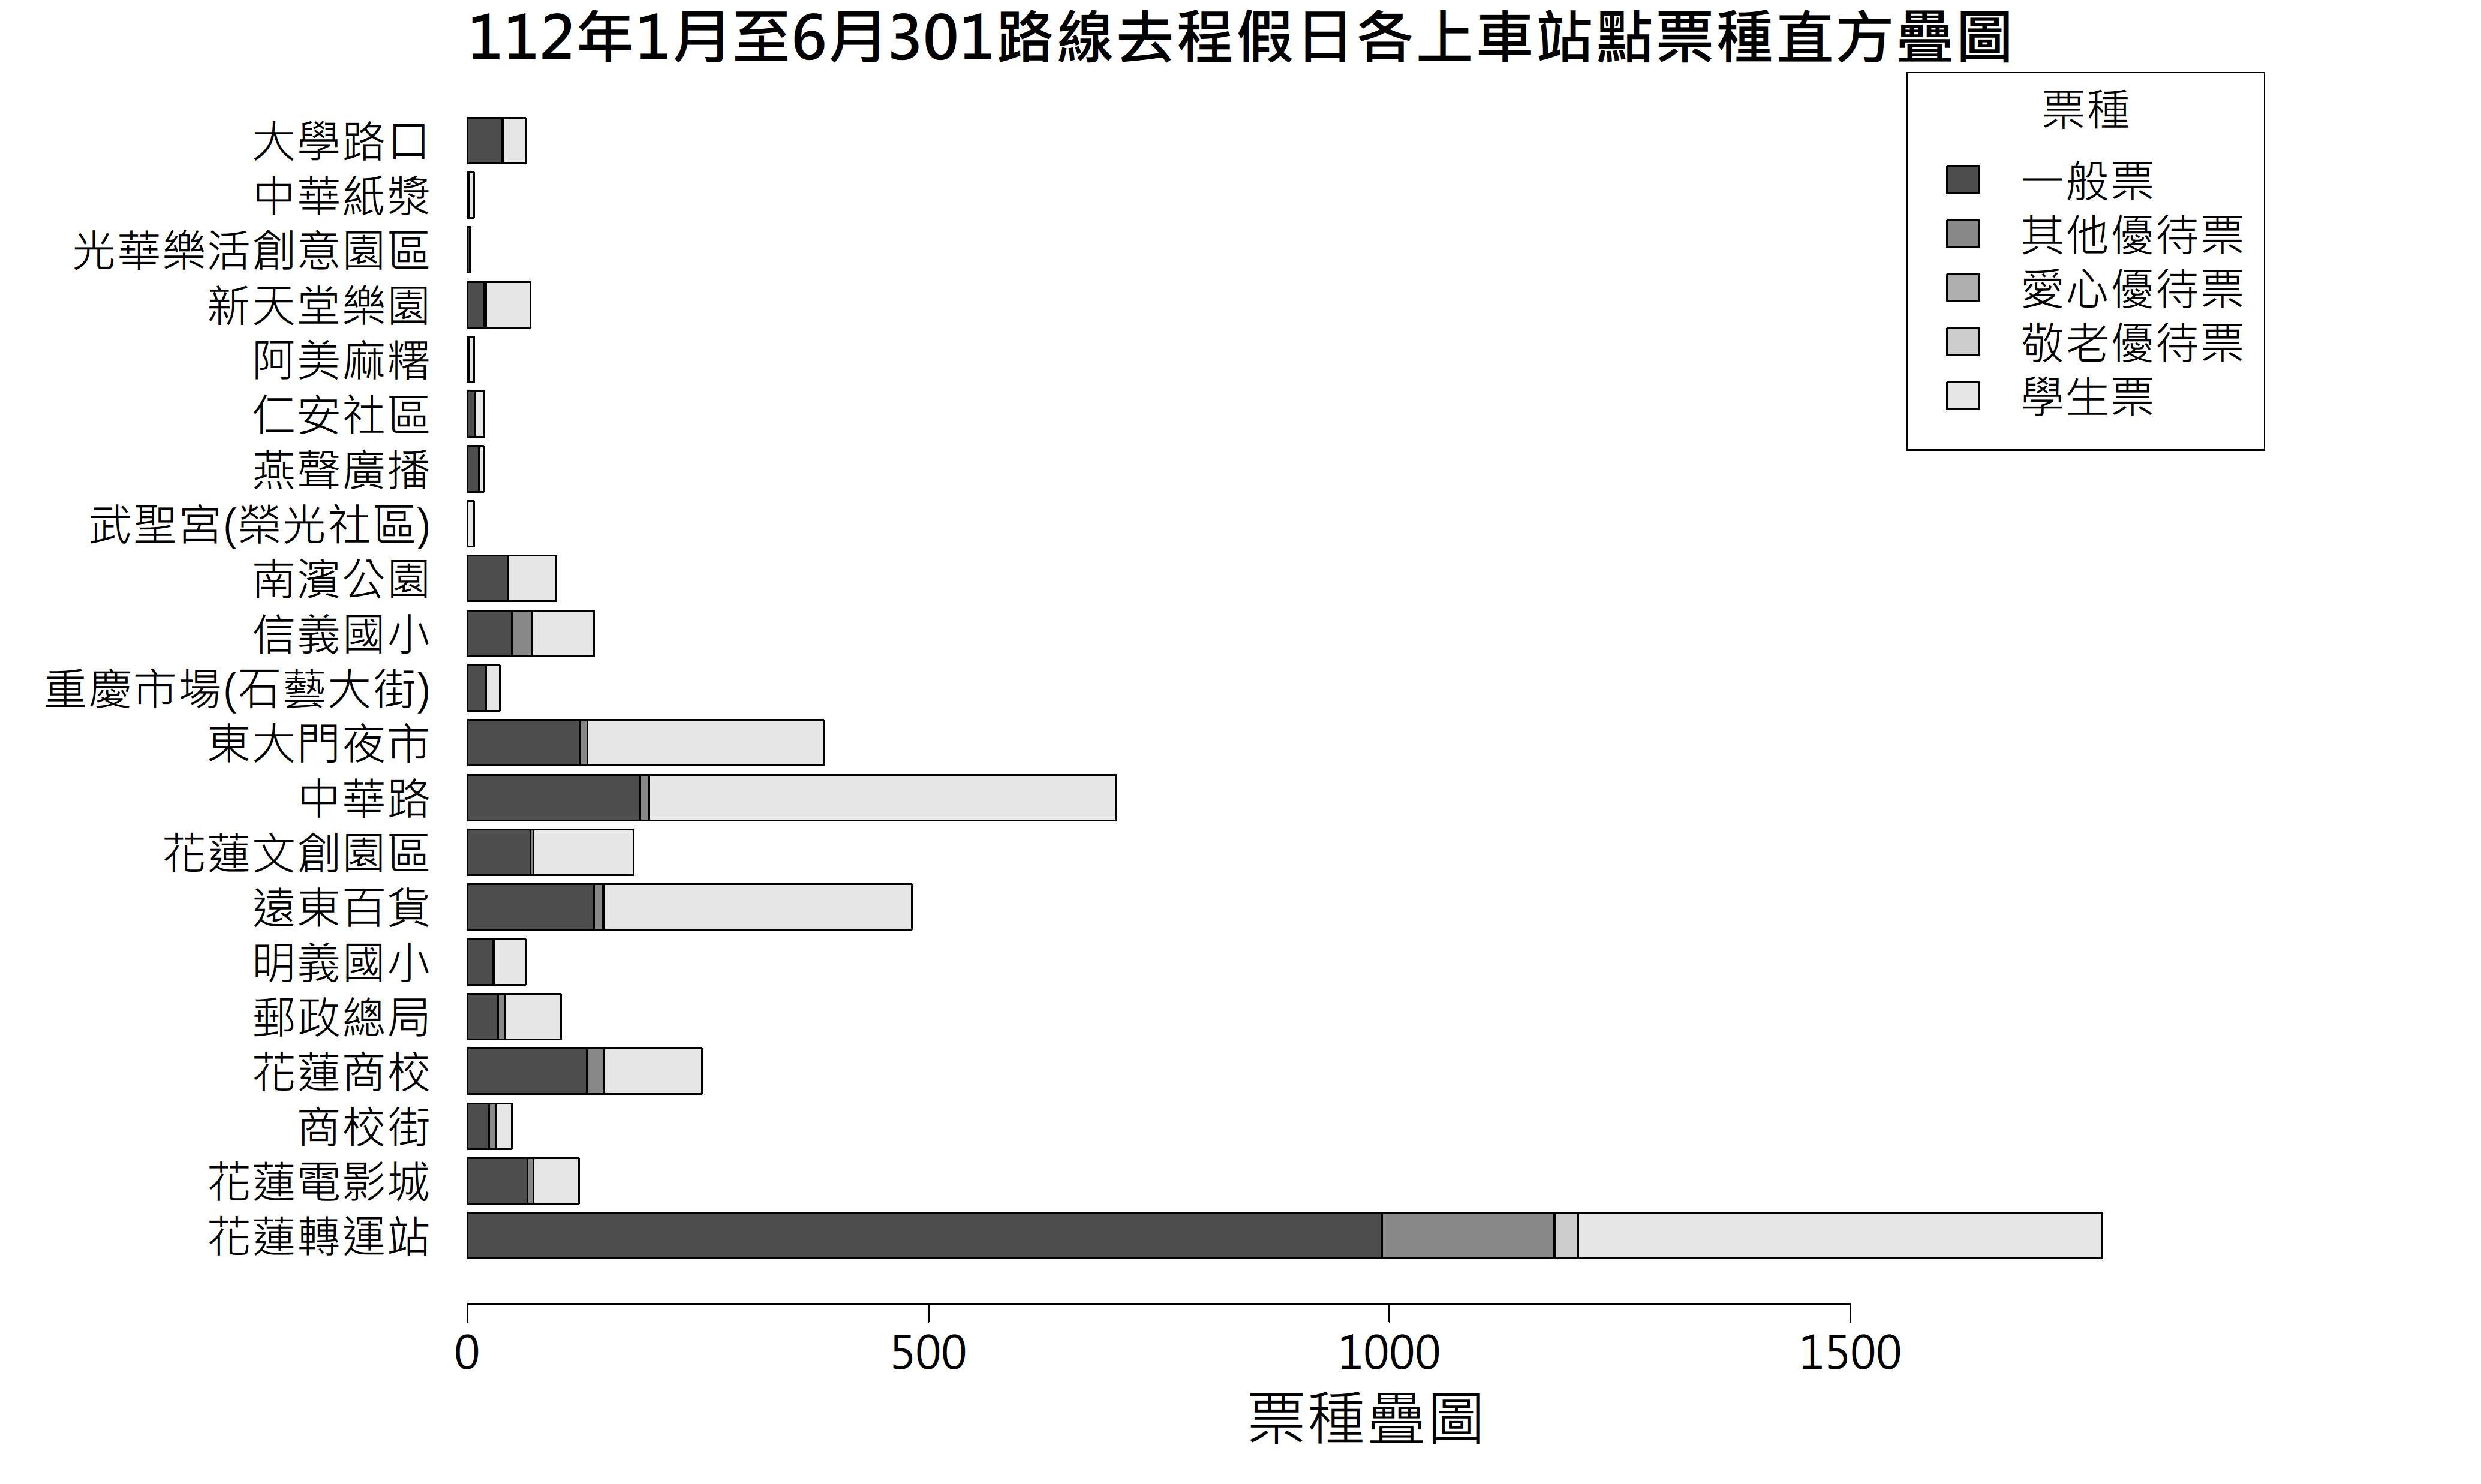 112年1月至6月301路線去程假日各上車站點票種直方疊圖
票種
一般票
其他優待票
愛心優待票
敬老優待票
學生票
大學路口
中華紙漿
光華樂活創意園區
新天堂樂園
阿美麻糬
仁安社區
燕聲廣播
武聖宮(榮光社區)
南濱公園
信義國小
重慶市場(石藝大街)
東大門夜市
中華路
花蓮文創園區
遠東百貨
明義國小
郵政總局
花蓮商校
商校街
花蓮電影城
花蓮轉運站
0 500 1000 1500
票種疊圖